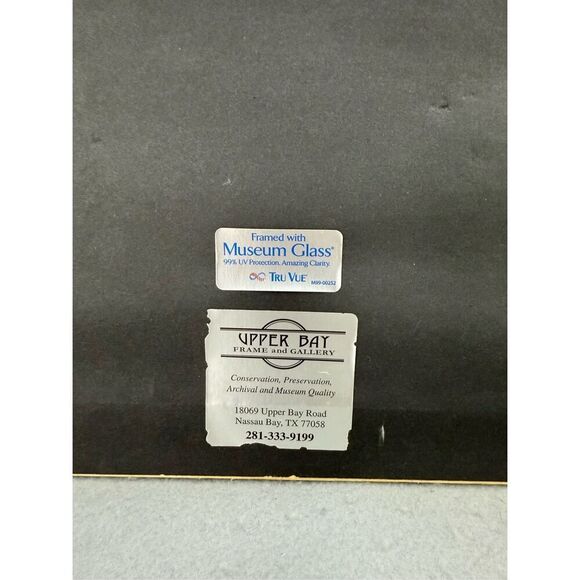 Framed with
Museum Glass®
99% UV Protection. Amazing Clarity.
TRU VUE® M99-00252
UPPER BAY
FRAME and GALLERY
Conservation, Preservation,
Archival and Museum Quality
18069 Upper Bay Road
Nassau Bay, TX 77058
281-333-9199